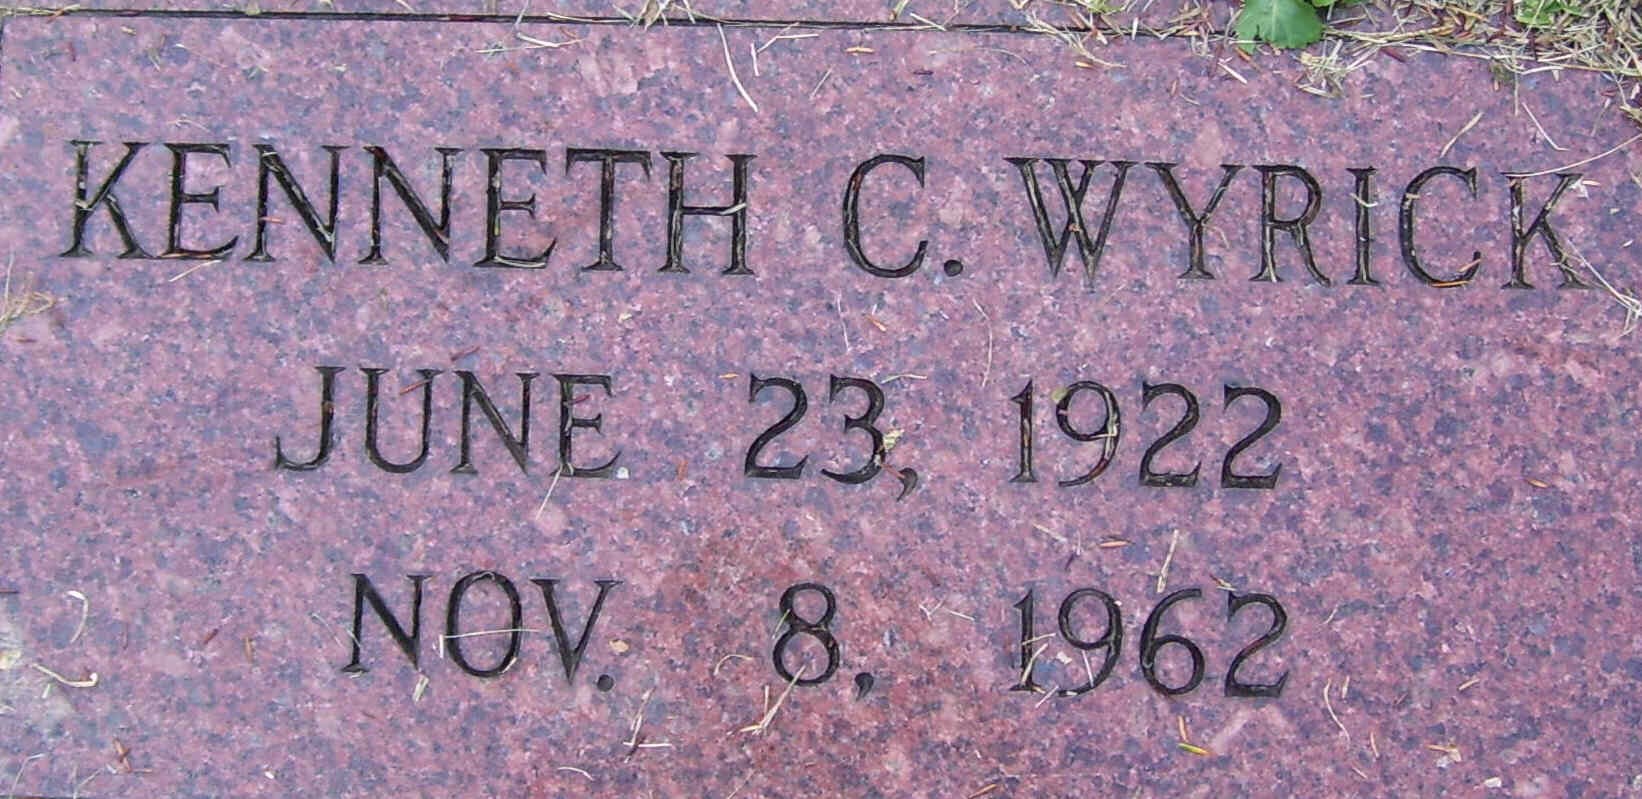 KENNETH C. WYRICK
JUNE 23, 1922
NOV. 8, 1962